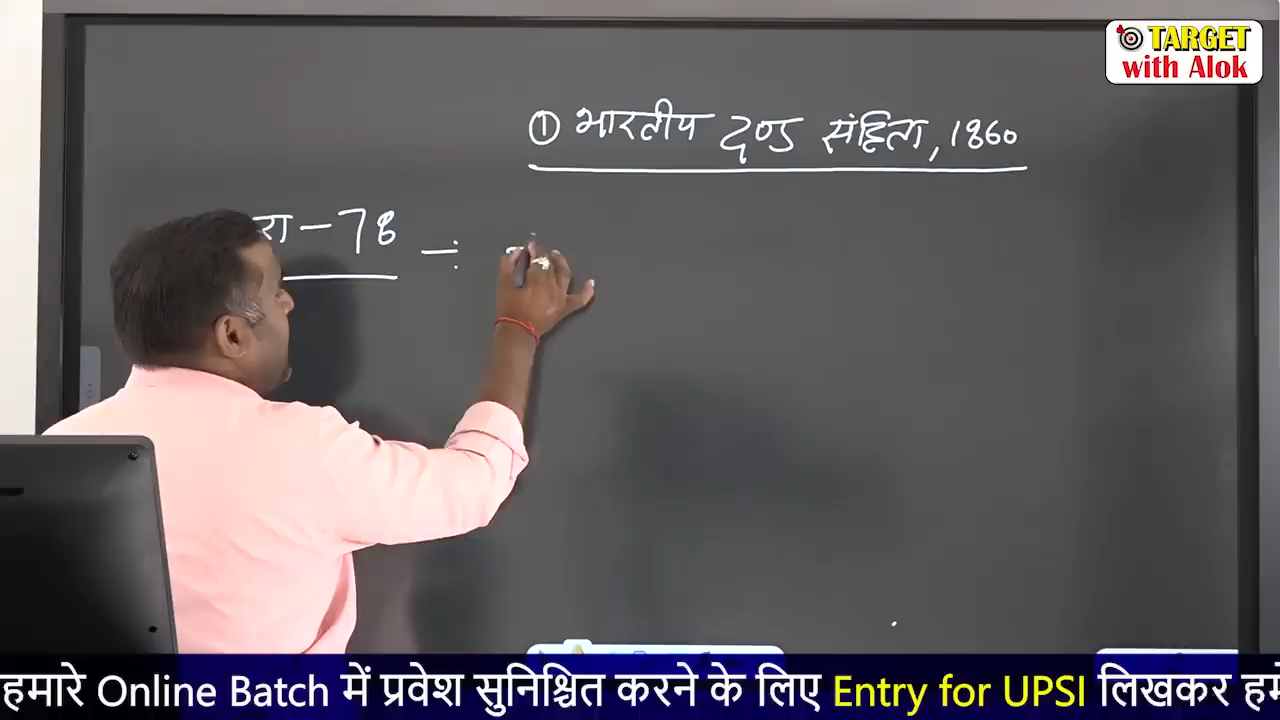 TARGET
with Alok
① भारतीय दण्ड संहिता, 1860
रा – 78 ÷
हमारे Online Batch में प्रवेश सुनिश्चित करने के लिए Entry for UPSI लिखकर हमे